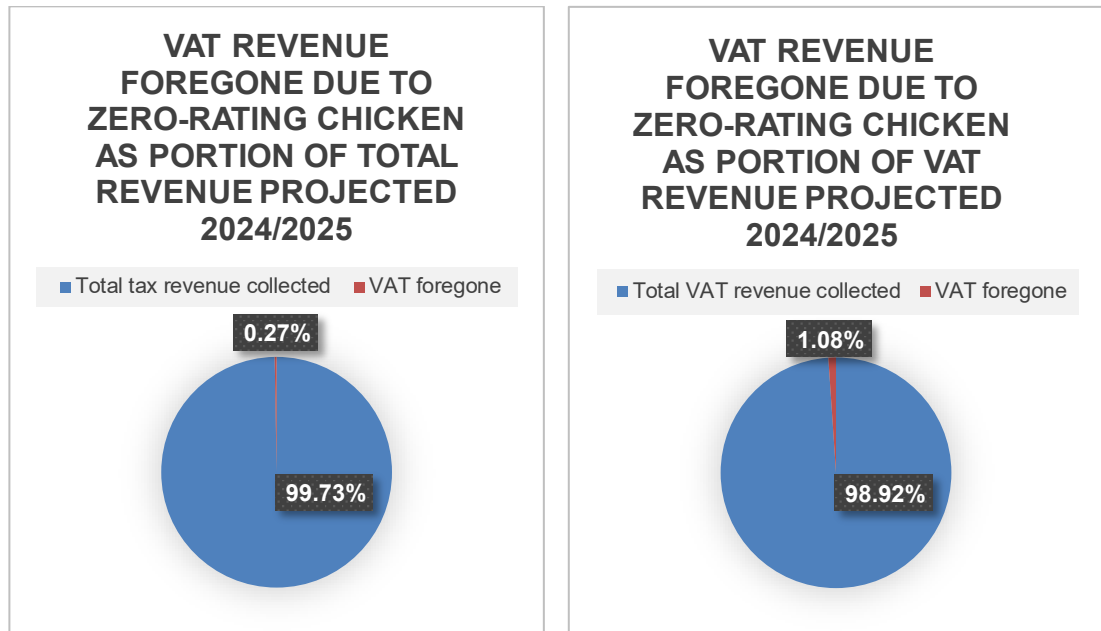 VAT REVENUE
FOREGONE DUE TO
ZERO-RATING CHICKEN
AS PORTION OF TOTAL
REVENUE PROJECTED
2024/2025
Total tax revenue collected VAT foregone
0.27%
99.73%
VAT REVENUE
FOREGONE DUE TO
ZERO-RATING CHICKEN
AS PORTION OF VAT
REVENUE PROJECTED
2024/2025
Total VAT revenue collected VAT foregone
1.08%
98.92%